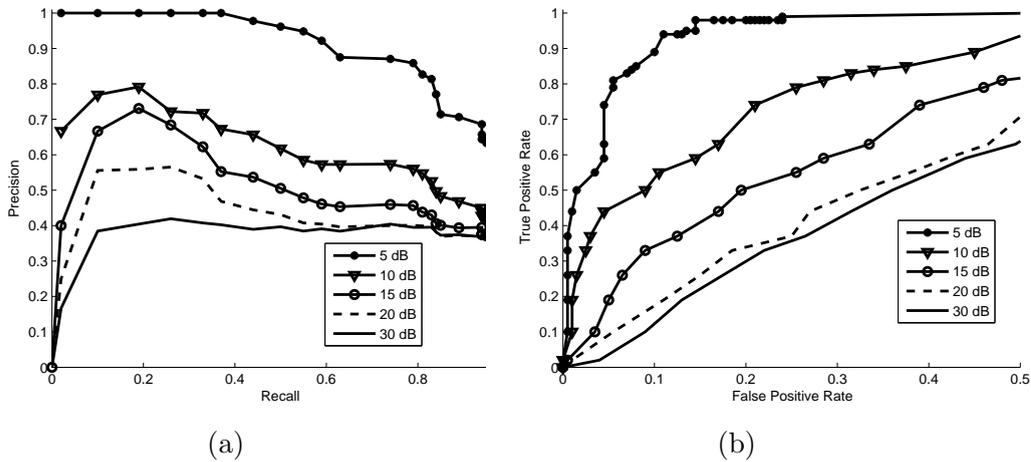 1
0.9
0.8
0.7
0.6
0.5
0.4
0.3
0.2
0.1
0
Precision
0 0.2 0.4 0.6 0.8
Recall
5 dB
10 dB
15 dB
20 dB
30 dB
(a)
1
0.9
0.8
0.7
0.6
0.5
0.4
0.3
0.2
0.1
0
True Positive Rate
0 0.1 0.2 0.3 0.4 0.5
False Positive Rate
5 dB
10 dB
15 dB
20 dB
30 dB
(b)